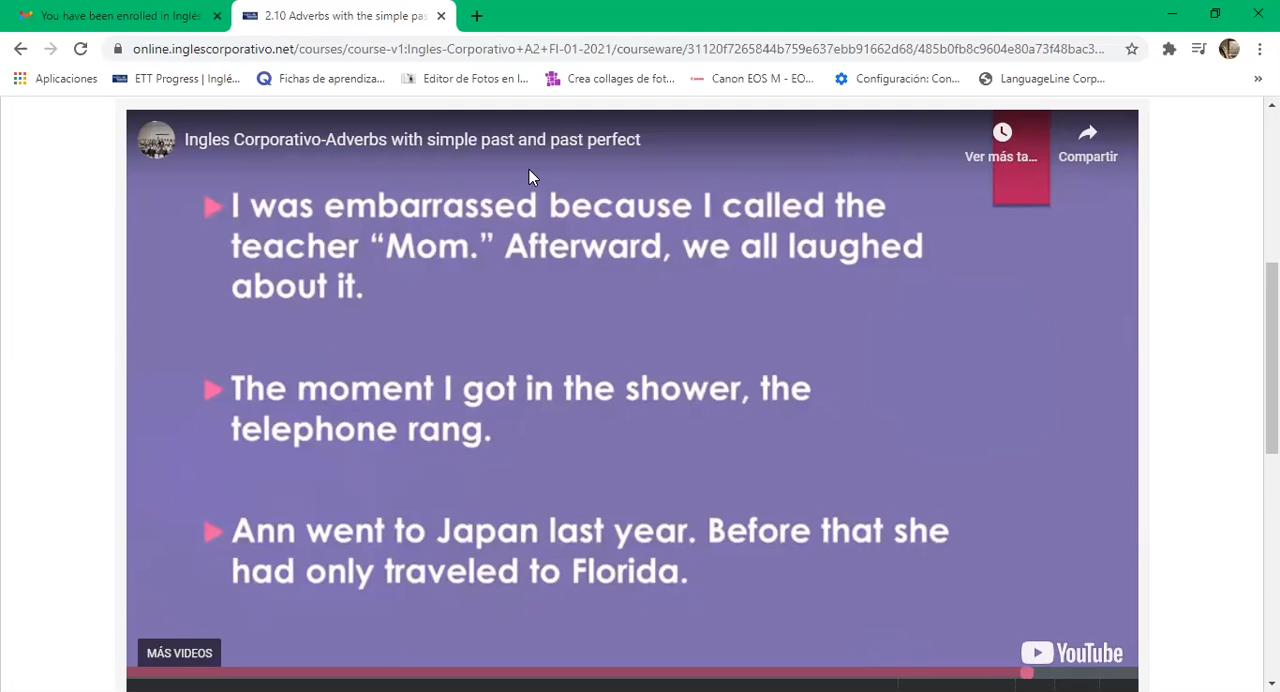 You have been enrolled in Inglés
2.10 Adverbs with the simple pas
online.inglescorporativo.net/courses/course-v1:Ingles-Corporativo+A2+FI-01-2021/courseware/31120f7265844b759e637ebb91662d68/485b0fb8c9604e80a73f48bac3...
Aplicaciones
ETT Progress | Inglé...
Fichas de aprendiza...
Editor de Fotos en l...
Crea collages de fot...
Canon EOS M - EO...
Configuración: Con...
LanguageLine Corp...
»
Ingles Corporativo-Adverbs with simple past and past perfect
Ver más ta...
Compartir
I was embarrassed because I called the
teacher “Mom.” Afterward, we all laughed
about it.
The moment I got in the shower, the
telephone rang.
Ann went to Japan last year. Before that she
had only traveled to Florida.
MÁS VIDEOS
YouTube